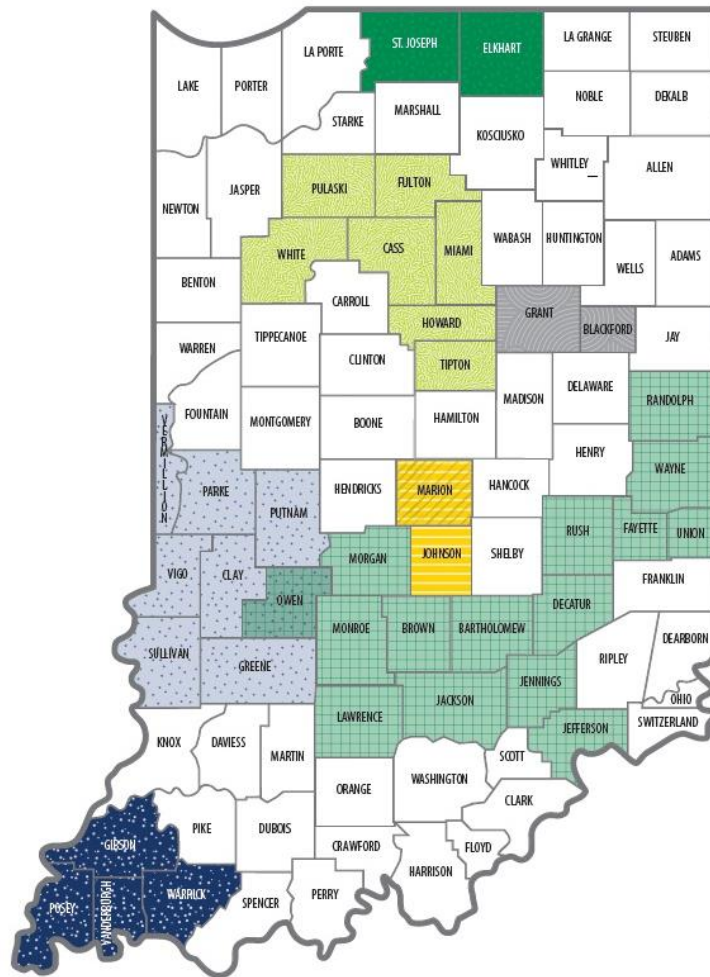 LAKE
PORTER
LA PORTE
ST. JOSEPH
ELKHART
LA GRANGE
STEUBEN
NOBLE
DEKALB
STARKE
MARSHALL
KOSCIUSKO
WHITLEY
ALLEN
NEWTON
JASPER
PULASKI
FULTON
WHITE
CASS
MIAMI
WABASH
HUNTINGTON
WELLS
ADAMS
BENTON
CARROLL
HOWARD
GRANT
BLACKFORD
JAY
WARREN
TIPPECANOE
CLINTON
TIPTON
MADISON
DELAWARE
RANDOLPH
FOUNTAIN
MONTGOMERY
BOONE
HAMILTON
HENRY
WAYNE
VERMILLION
PARKE
PUTNAM
HENDRICKS
MARION
HANCOCK
RUSH
FAYETTE
UNION
VIGO
CLAY
OWEN
MORGAN
JOHNSON
SHELBY
FRANKLIN
DECATUR
SULLIVAN
GREENE
MONROE
BROWN
BARTHOLOMEW
RIPLEY
DEARBORN
JENNINGS
OHIO
SWITZERLAND
LAWRENCE
JACKSON
JEFFERSON
KNOX
DAVIESS
MARTIN
ORANGE
WASHINGTON
SCOTT
CLARK
GIBSON
PIKE
DUBOIS
CRAWFORD
HARRISON
FLOYD
POSEY
VANDERBURGH
WARRICK
SPENCER
PERRY